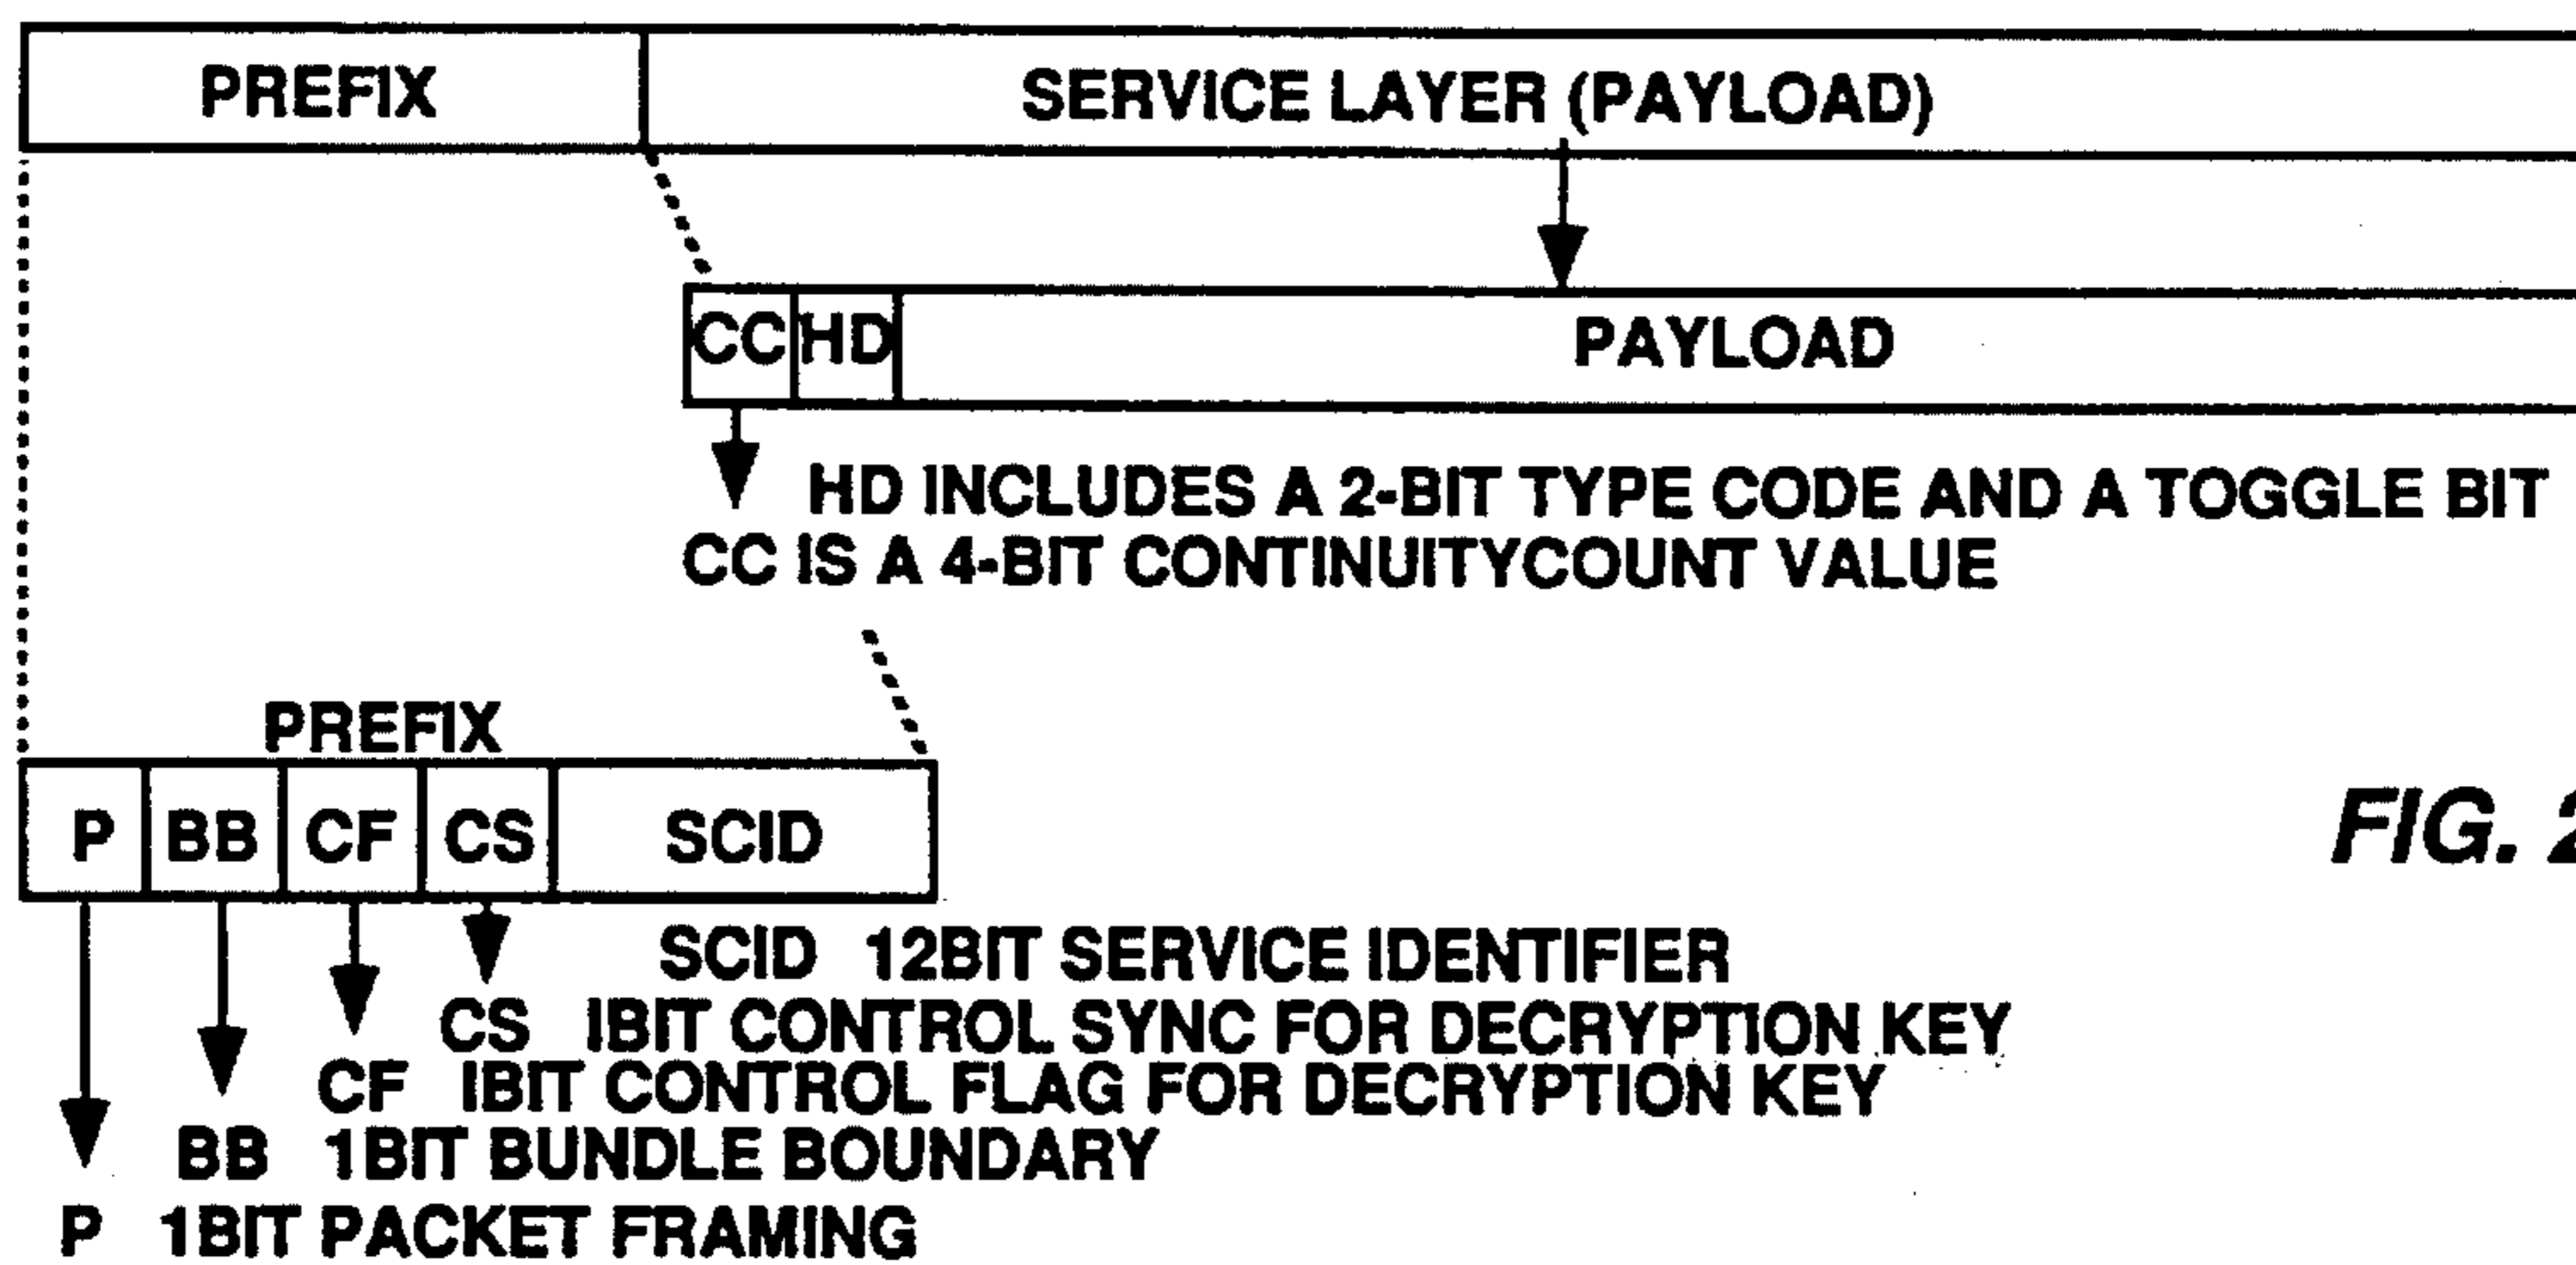 PREFIX SERVICE LAYER (PAYLOAD)
CC HD PAYLOAD
HD INCLUDES A 2-BIT TYPE CODE AND A TOGGLE BIT
CC IS A 4-BIT CONTINUITYCOUNT VALUE
PREFIX
P BB CF CS SCID
FIG. 2
SCID 12BIT SERVICE IDENTIFIER
CS IBIT CONTROL SYNC FOR DECRYPTION KEY
CF IBIT CONTROL FLAG FOR DECRYPTION KEY
BB 1BIT BUNDLE BOUNDARY
P 1BIT PACKET FRAMING